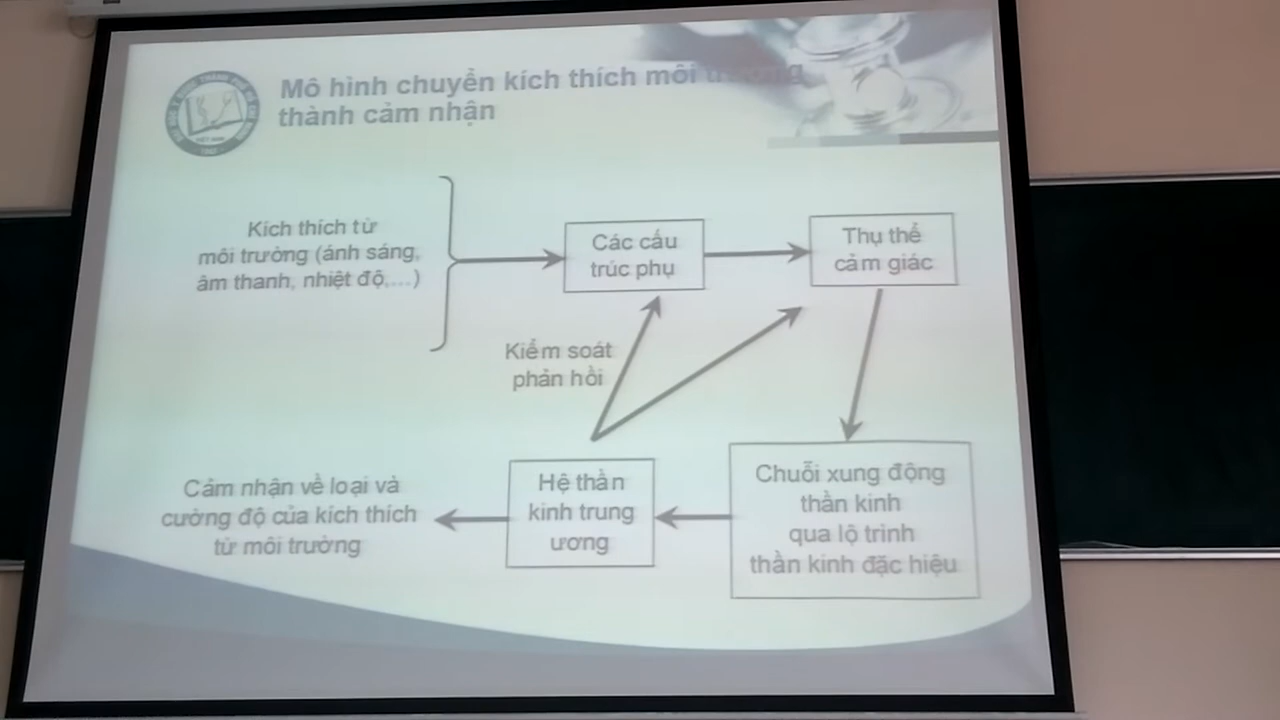 Mô hình chuyển kích thích môi trường
thành cảm nhận
Kích thích từ
môi trường (ánh sáng,
âm thanh, nhiệt độ,...)
Các cấu
trúc phụ
Thụ thể
cảm giác
Kiểm soát
phản hồi
Cảm nhận về loại và
cường độ của kích thích
từ môi trường
Hệ thần
kinh trung
ương
Chuỗi xung động
thần kinh
qua lộ trình
thần kinh đặc hiệu